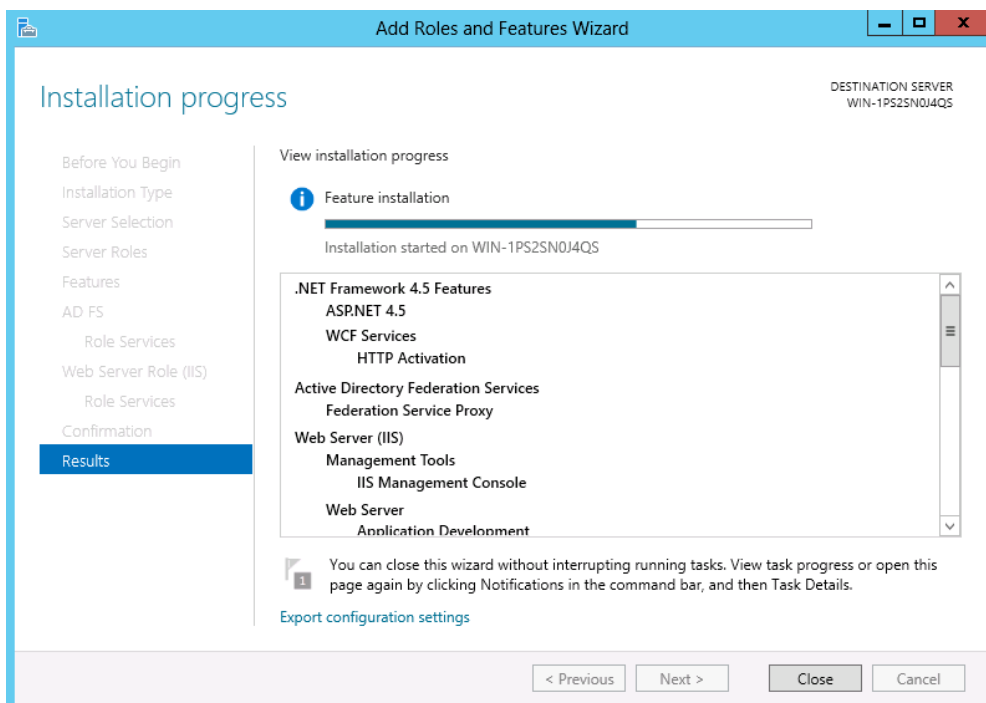 Add Roles and Features Wizard
Installation progress
DESTINATION SERVER
WIN-1PS2SN0J4QS
Before You Begin
Installation Type
Server Selection
Server Roles
Features
AD FS
Role Services
Web Server Role (IIS)
Role Services
Confirmation
Results
View installation progress
Feature installation
Installation started on WIN-1PS2SN0J4QS
.NET Framework 4.5 Features
ASP.NET 4.5
WCF Services
HTTP Activation
Active Directory Federation Services
Federation Service Proxy
Web Server (IIS)
Management Tools
IIS Management Console
Web Server
Application Development
1
You can close this wizard without interrupting running tasks. View task progress or open this
page again by clicking Notifications in the command bar, and then Task Details.
Export configuration settings
< Previous
Next >
Close
Cancel